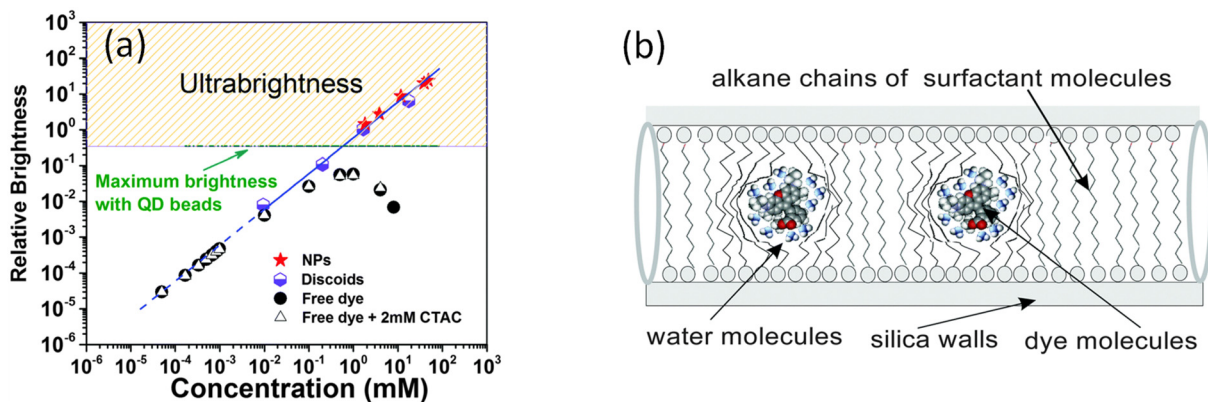 (a)
10³
10²
10¹
10⁰
10⁻¹
10⁻²
10⁻³
10⁻⁴
10⁻⁵
10⁻⁶
Relative Brightness
Ultrabrightness
Maximum brightness
with QD beads
NPs
Discoids
Free dye
Free dye + 2mM CTAC
10⁻⁶ 10⁻⁵ 10⁻⁴ 10⁻³ 10⁻² 10⁻¹ 10⁰ 10¹ 10² 10³
Concentration (mM)
(b)
alkane chains of surfactant molecules
water molecules silica walls dye molecules